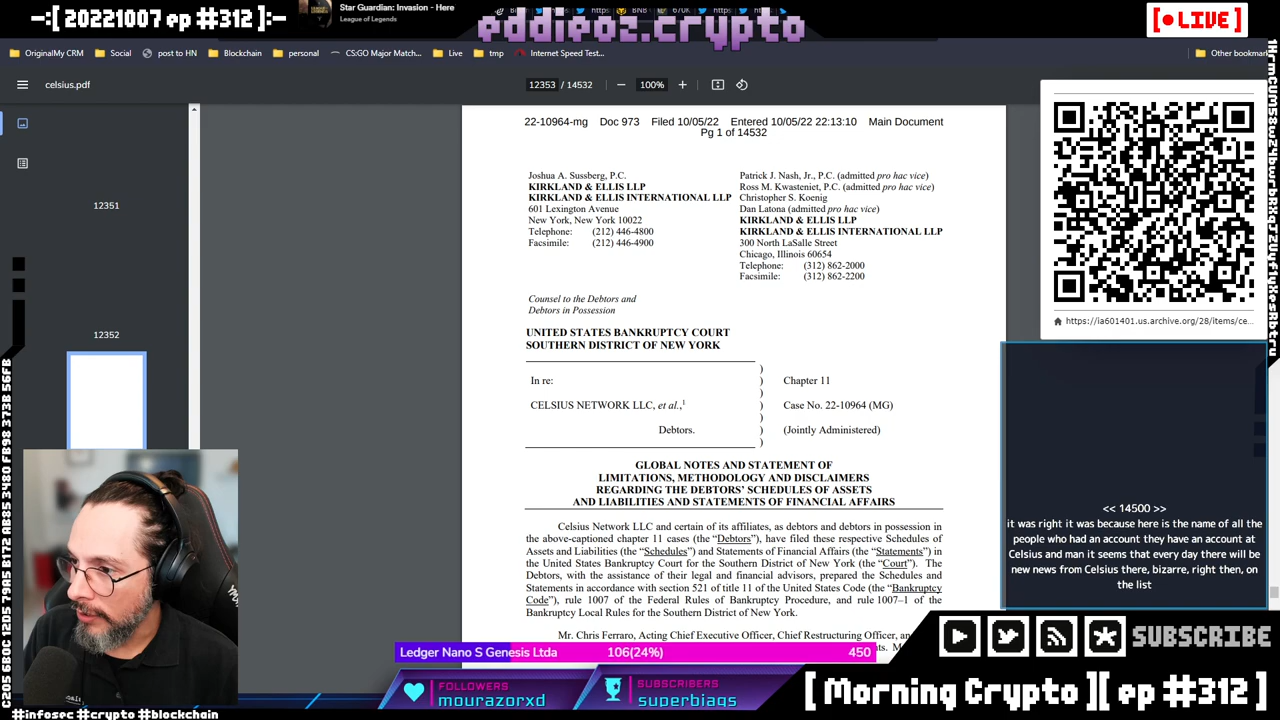 -:[ 20221007 ep #312 ]:-
Star Guardian: Invasion - Here
League of Legends
eddieoz.crypto
[●LIVE]
OriginalMy CRM
Social
post to HN
Blockchain
personal
CS:GO Major Match...
Live
tmp
Internet Speed Test...
Other bookmar
celsius.pdf
12353 / 14532
100%
22-10964-mg Doc 973 Filed 10/05/22 Entered 10/05/22 22:13:10 Main Document
Pg 1 of 14532
Joshua A. Sussberg, P.C.
KIRKLAND & ELLIS LLP
KIRKLAND & ELLIS INTERNATIONAL LLP
601 Lexington Avenue
New York, New York 10022
Telephone: (212) 446-4800
Facsimile: (212) 446-4900
Patrick J. Nash, Jr., P.C. (admitted pro hac vice)
Ross M. Kwasteniet, P.C. (admitted pro hac vice)
Christopher S. Koenig
Dan Latona (admitted pro hac vice)
KIRKLAND & ELLIS LLP
KIRKLAND & ELLIS INTERNATIONAL LLP
300 North LaSalle Street
Chicago, Illinois 60654
Telephone: (312) 862-2000
Facsimile: (312) 862-2200
Counsel to the Debtors and
Debtors in Possession
UNITED STATES BANKRUPTCY COURT
SOUTHERN DISTRICT OF NEW YORK
In re:
CELSIUS NETWORK LLC, et al.,1
Debtors.
Chapter 11
Case No. 22-10964 (MG)
(Jointly Administered)
GLOBAL NOTES AND STATEMENT OF
LIMITATIONS, METHODOLOGY AND DISCLAIMERS
REGARDING THE DEBTORS' SCHEDULES OF ASSETS
AND LIABILITIES AND STATEMENTS OF FINANCIAL AFFAIRS
Celsius Network LLC and certain of its affiliates, as debtors and debtors in possession in
the above-captioned chapter 11 cases (the "Debtors"), have filed these respective Schedules of
Assets and Liabilities (the "Schedules") and Statements of Financial Affairs (the "Statements") in
the United States Bankruptcy Court for the Southern District of New York (the "Court"). The
Debtors, with the assistance of their legal and financial advisors, prepared the Schedules and
Statements in accordance with section 521 of title 11 of the United States Code (the "Bankruptcy
Code"), rule 1007 of the Federal Rules of Bankruptcy Procedure, and rule 1007–1 of the
Bankruptcy Local Rules for the Southern District of New York.
Mr. Chris Ferraro, Acting Chief Executive Officer, Chief Restructuring Officer, an
12351
12352
https://ia601401.us.archive.org/28/items/ce...
<< 14500 >>
it was right it was because here is the name of all the
people who had an account they have an account at
Celsius and man it seems that every day there will be
new news from Celsius there, bizarre, right then, on
the list
Ledger Nano S Genesis Ltda 106(24%) 450
FOLLOWERS
mourazorxd
SUBSCRIBERS
superbiaqs
SUBSCRIBE
[ Morning Crypto ][ ep #312 ]
#infosec #crypto #blockchain